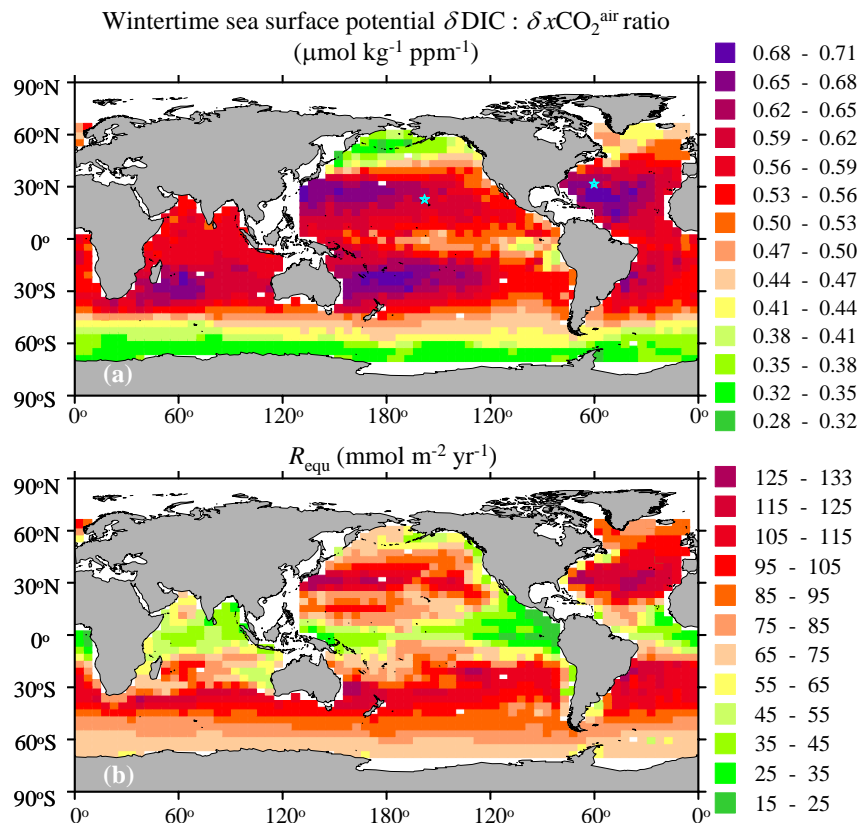 Wintertime sea surface potential δDIC : δxCO₂ᵃⁱʳ ratio
(μmol kg⁻¹ ppm⁻¹)
90ºN
60ºN
30ºN
0º
30ºS
60ºS
90ºS
(a)
0º 60º 120º 180º 120º 60º 0º
0.68 - 0.71
0.65 - 0.68
0.62 - 0.65
0.59 - 0.62
0.56 - 0.59
0.53 - 0.56
0.50 - 0.53
0.47 - 0.50
0.44 - 0.47
0.41 - 0.44
0.38 - 0.41
0.35 - 0.38
0.32 - 0.35
0.28 - 0.32
Requ (mmol m⁻² yr⁻¹)
90ºN
60ºN
30ºN
0º
30ºS
60ºS
90ºS
(b)
0º 60º 120º 180º 120º 60º 0º
125 - 133
115 - 125
105 - 115
95 - 105
85 - 95
75 - 85
65 - 75
55 - 65
45 - 55
35 - 45
25 - 35
15 - 25